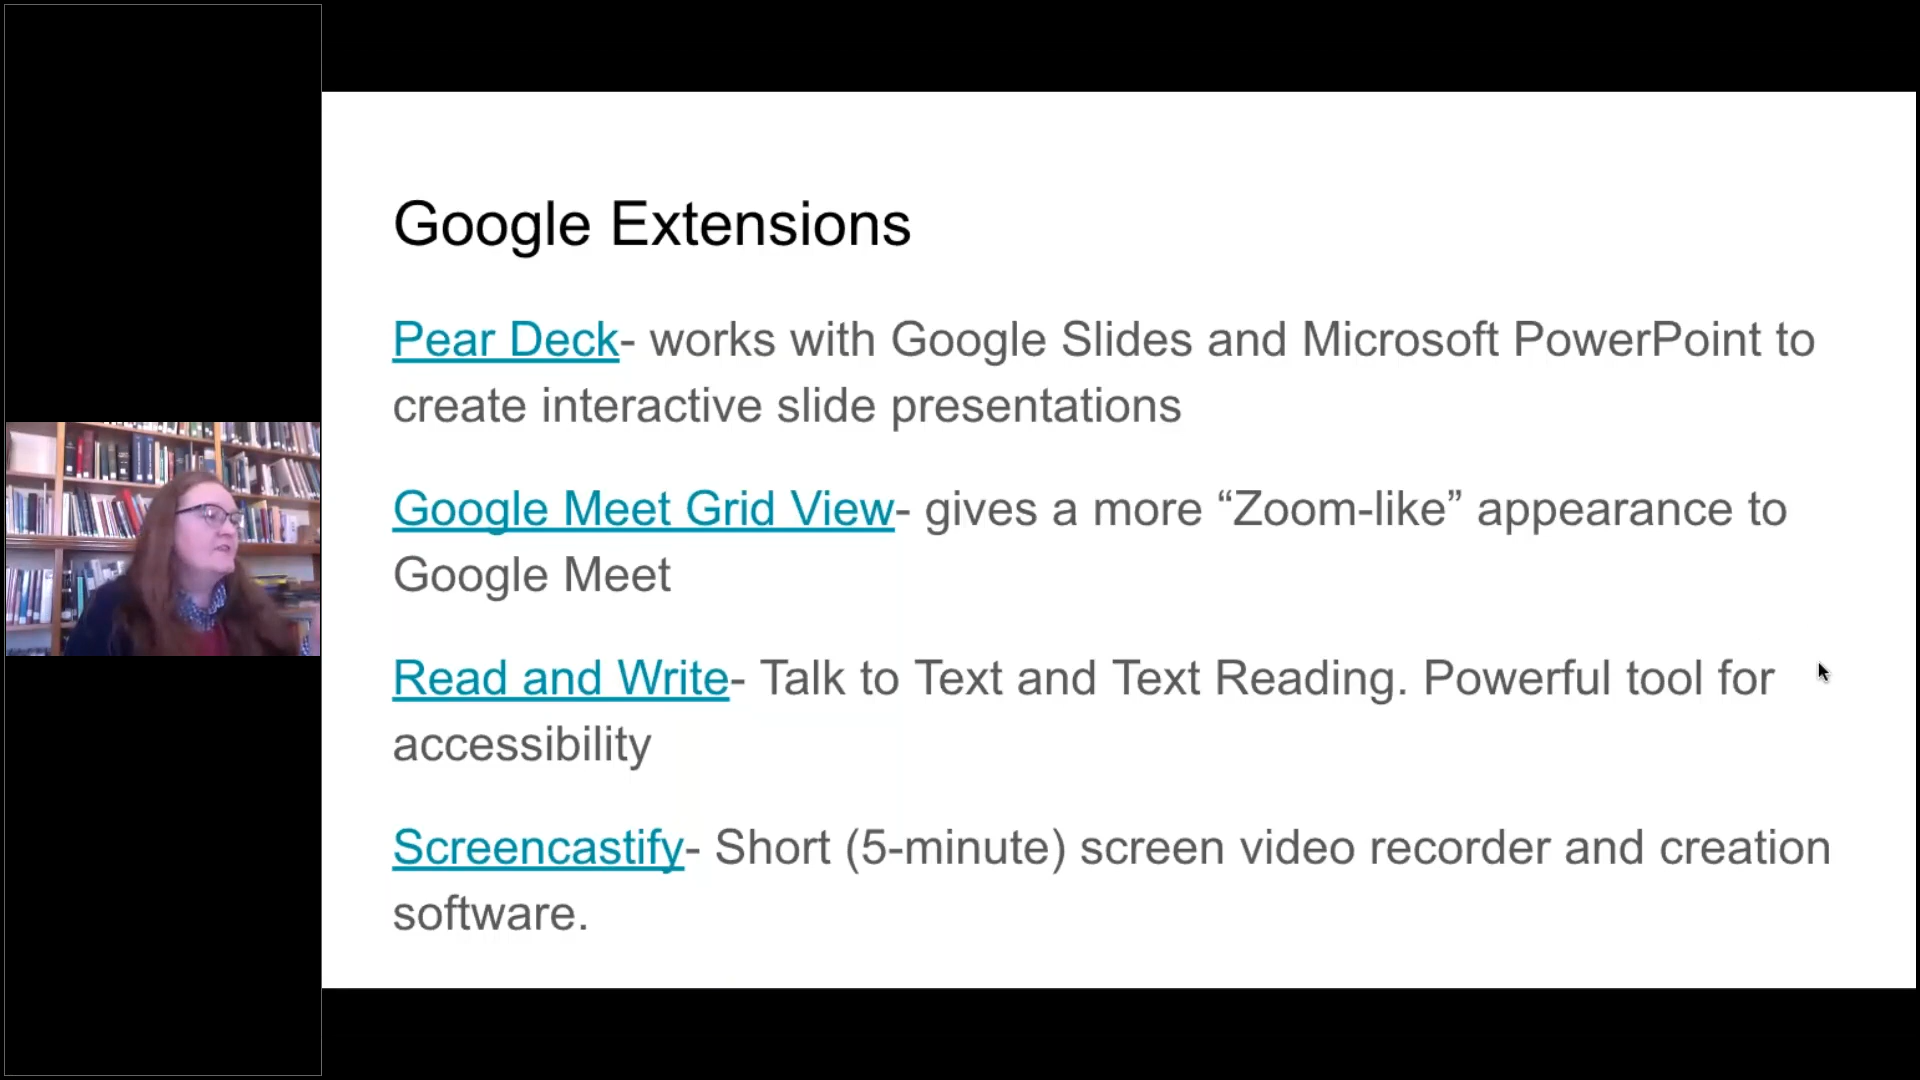 Google Extensions
Pear Deck- works with Google Slides and Microsoft PowerPoint to
create interactive slide presentations
Google Meet Grid View- gives a more “Zoom-like” appearance to
Google Meet
Read and Write- Talk to Text and Text Reading. Powerful tool for
accessibility
Screencastify- Short (5-minute) screen video recorder and creation
software.